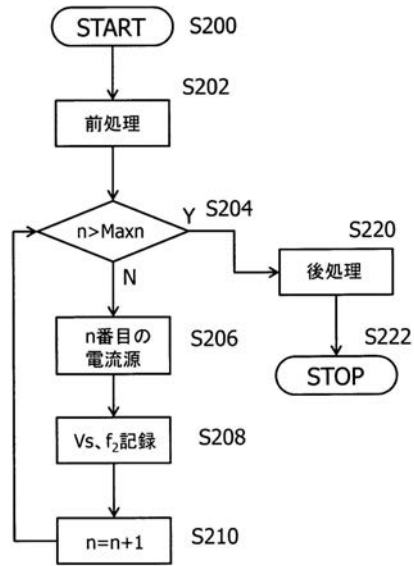 START
S200
S202
前処理
n>Maxn
Y
S204
N
S220
後処理
S222
STOP
n番目の
電流源
S206
Vs、f₂記録
S208
n=n+1
S210